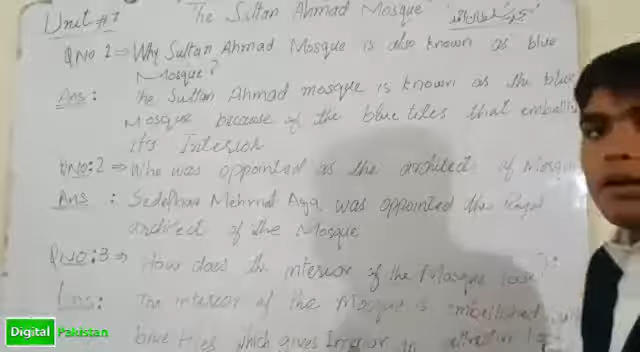 Unit #7 The Sultan Ahmad Mosque
QNo 1⇒ Why Sultan Ahmad Mosque is also known as blue
Mosque?
Ans: The Sultan Ahmad mosque is known as the blue
Mosque because of the blue tiles that embellis
its Interior
QNo:2⇒ Who was appointed as the architect of Mosque
Ans: Sedefhar Mehmat Aga was appointed the Royal
architect of the Mosque
QNo:3⇒ How does the interior of the Mosque look?
Ans: The interior of the Mosque is embellished
blue tiles which gives
Digital Pakistan